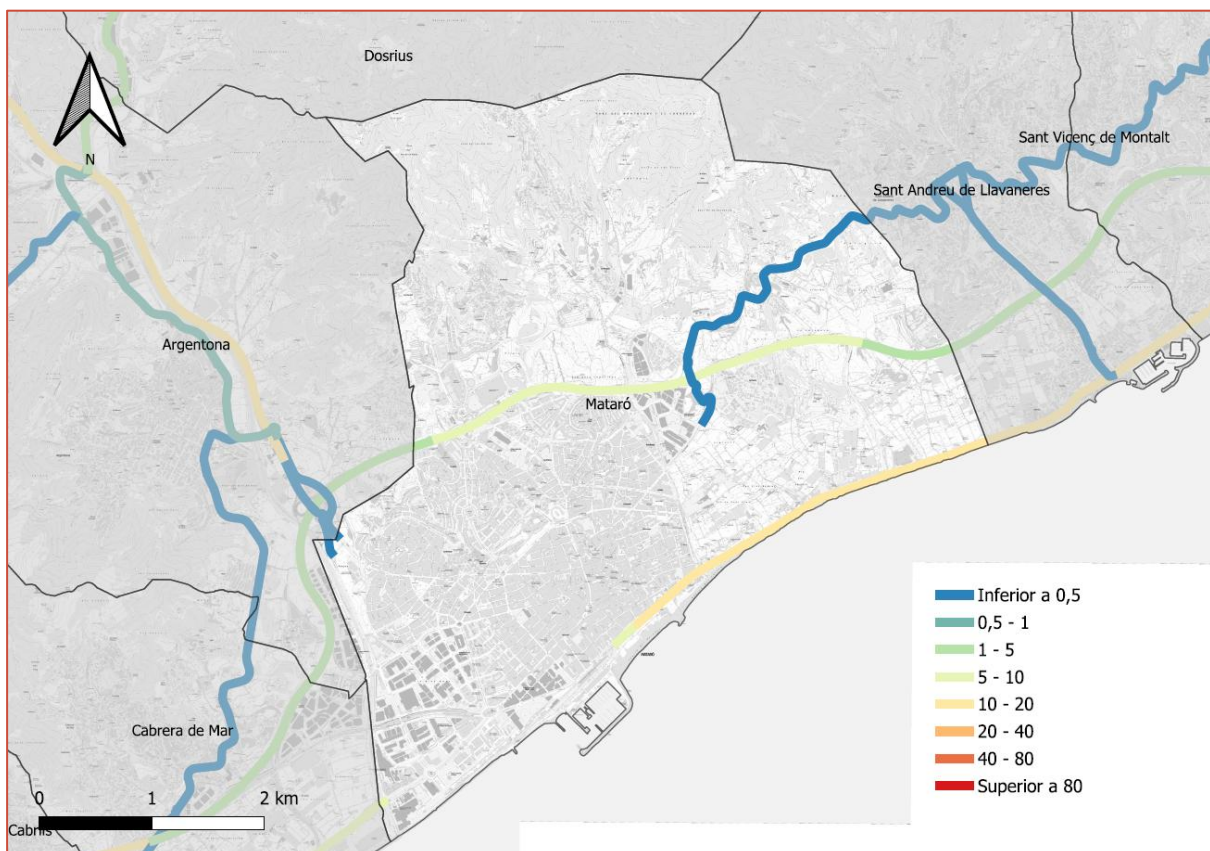 Dosrius
N
Sant Vicenç de Montalt
Sant Andreu de Llavaneres
Argentona
Mataró
Cabrera de Mar
Cabrils
0 1 2 km
Inferior a 0,5
0,5 - 1
1 - 5
5 - 10
10 - 20
20 - 40
40 - 80
Superior a 80